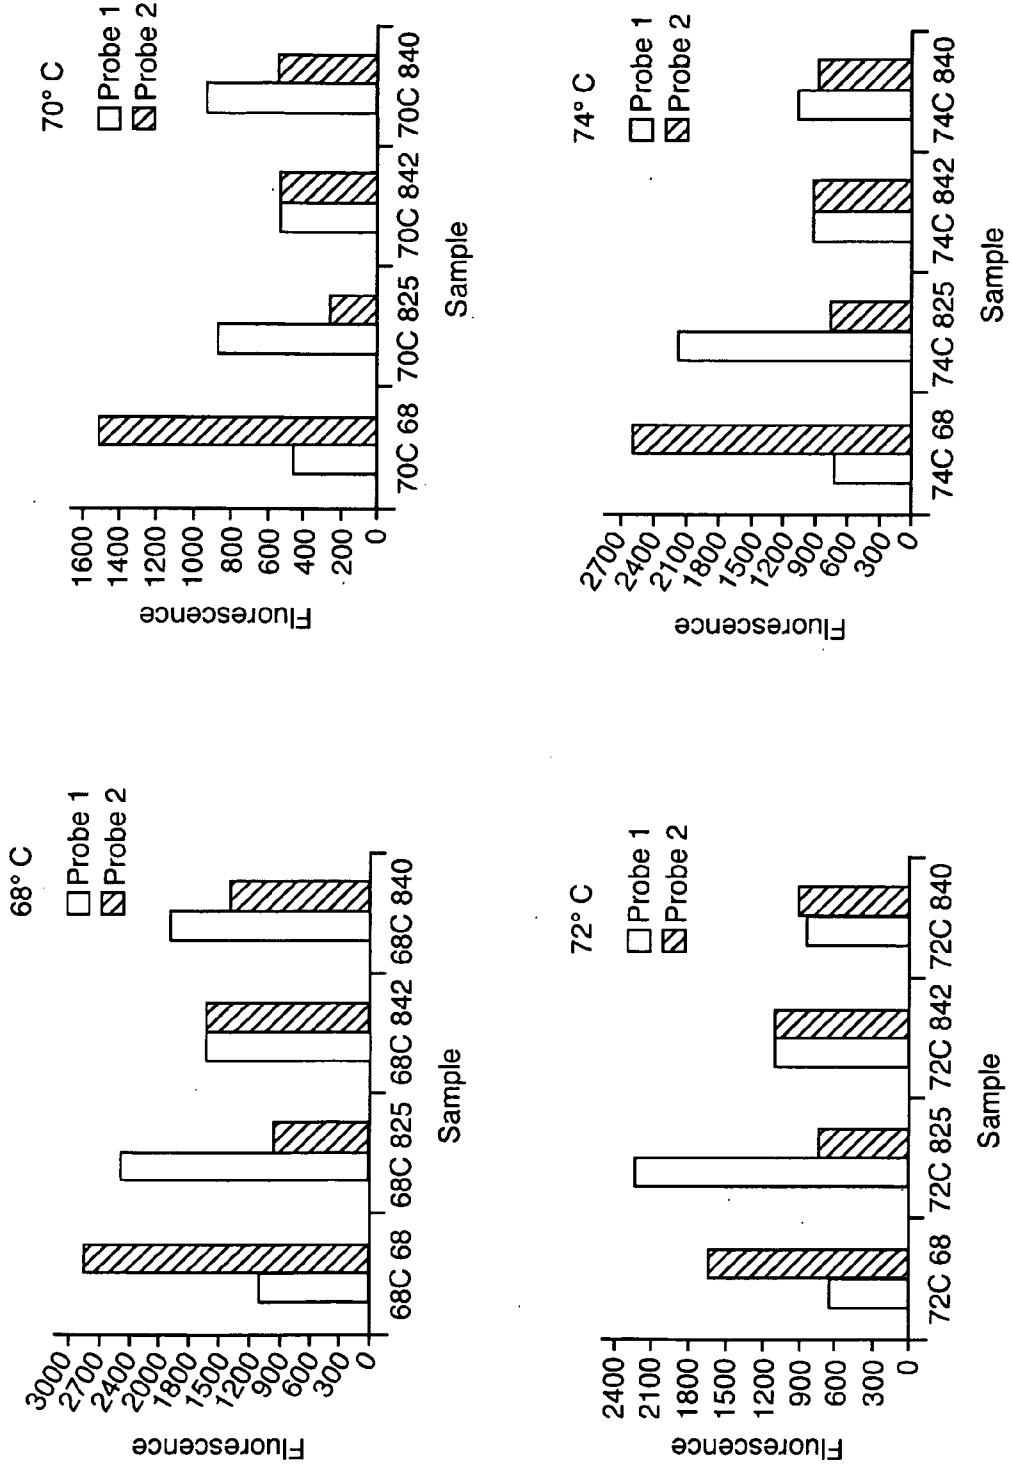 68° C
Probe 1
Probe 2
Fluorescence
3000
2700
2400
2000
1800
1500
1200
900
600
300
0
68C 68
68C 825
68C 842
68C 840
Sample
70° C
Probe 1
Probe 2
Fluorescence
1600
1400
1200
1000
800
600
400
200
0
70C 68
70C 825
70C 842
70C 840
Sample
72° C
Probe 1
Probe 2
Fluorescence
2400
2100
1800
1500
1200
900
600
300
0
72C 68
72C 825
72C 842
72C 840
Sample
74° C
Probe 1
Probe 2
Fluorescence
2700
2400
2100
1800
1500
1200
900
600
300
0
74C 68
74C 825
74C 842
74C 840
Sample